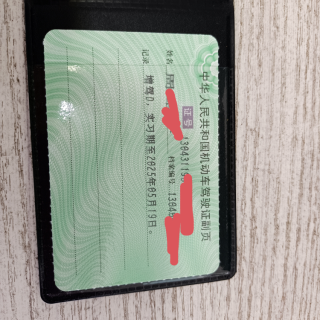 中华人民共和国机动车驾驶证副页
姓名
证号 13043119
档案编号 1304
记录 增驾D，实习期至2025年05月19日。